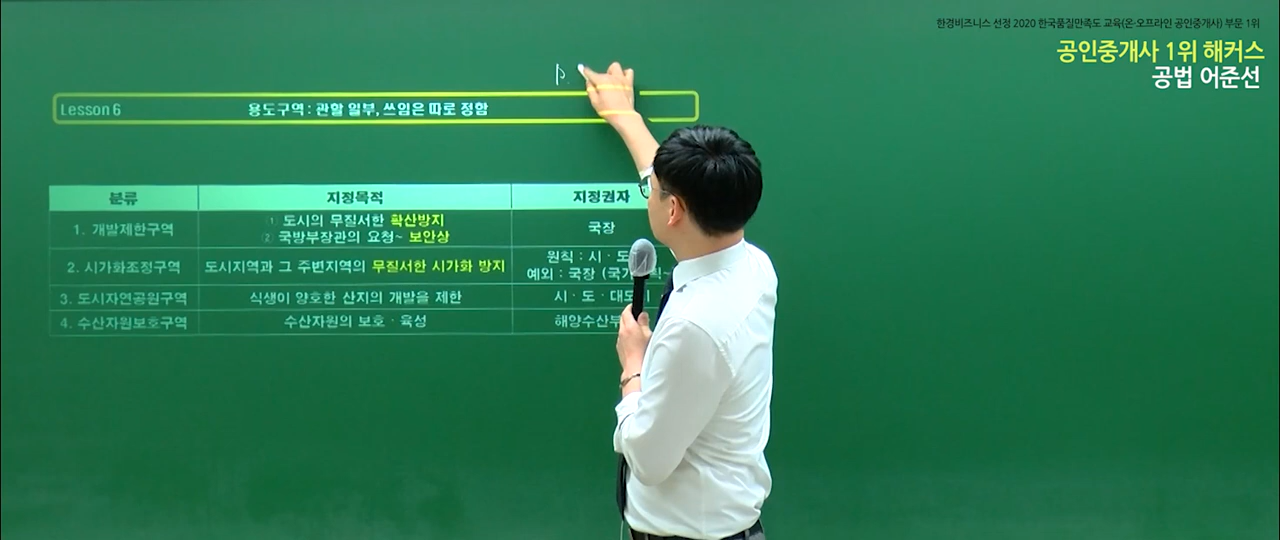 한경비즈니스 선정 2020 한국품질만족도 교육(온·오프라인 공인중개사) 부문 1위
공인중개사 1위 해커스
공법 어준선
p.
Lesson 6 용도구역 : 관할 일부, 쓰임은 따로 정함
분류 지정목적 지정권자
1. 개발제한구역 ① 도시의 무질서한 확산방지 국장
② 국방부장관의 요청~ 보안상
2. 시가화조정구역 도시지역과 그 주변지역의 무질서한 시가화 방지 원칙 : 시 · 도
예외 : 국장
3. 도시자연공원구역 식생이 양호한 산지의 개발을 제한 시 · 도 · 대도
4. 수산자원보호구역 수산자원의 보호 · 육성 해양수산부